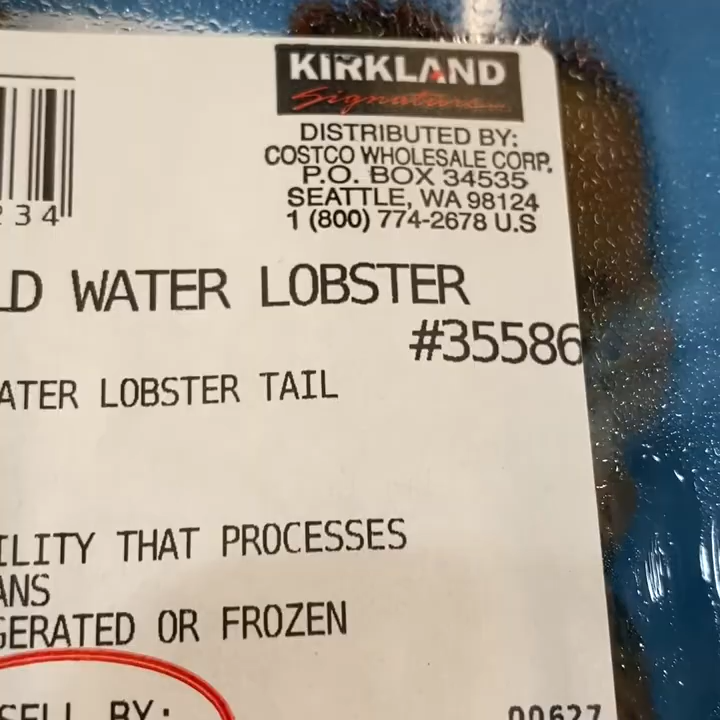 KIRKLAND
Signature
DISTRIBUTED BY:
COSTCO WHOLESALE CORP.
P.O. BOX 34535
SEATTLE, WA 98124
1 (800) 774-2678 U.S
234
LD WATER LOBSTER
#35586
ATER LOBSTER TAIL
ILITY THAT PROCESSES
ANS
GERATED OR FROZEN
SELL BY:
00627